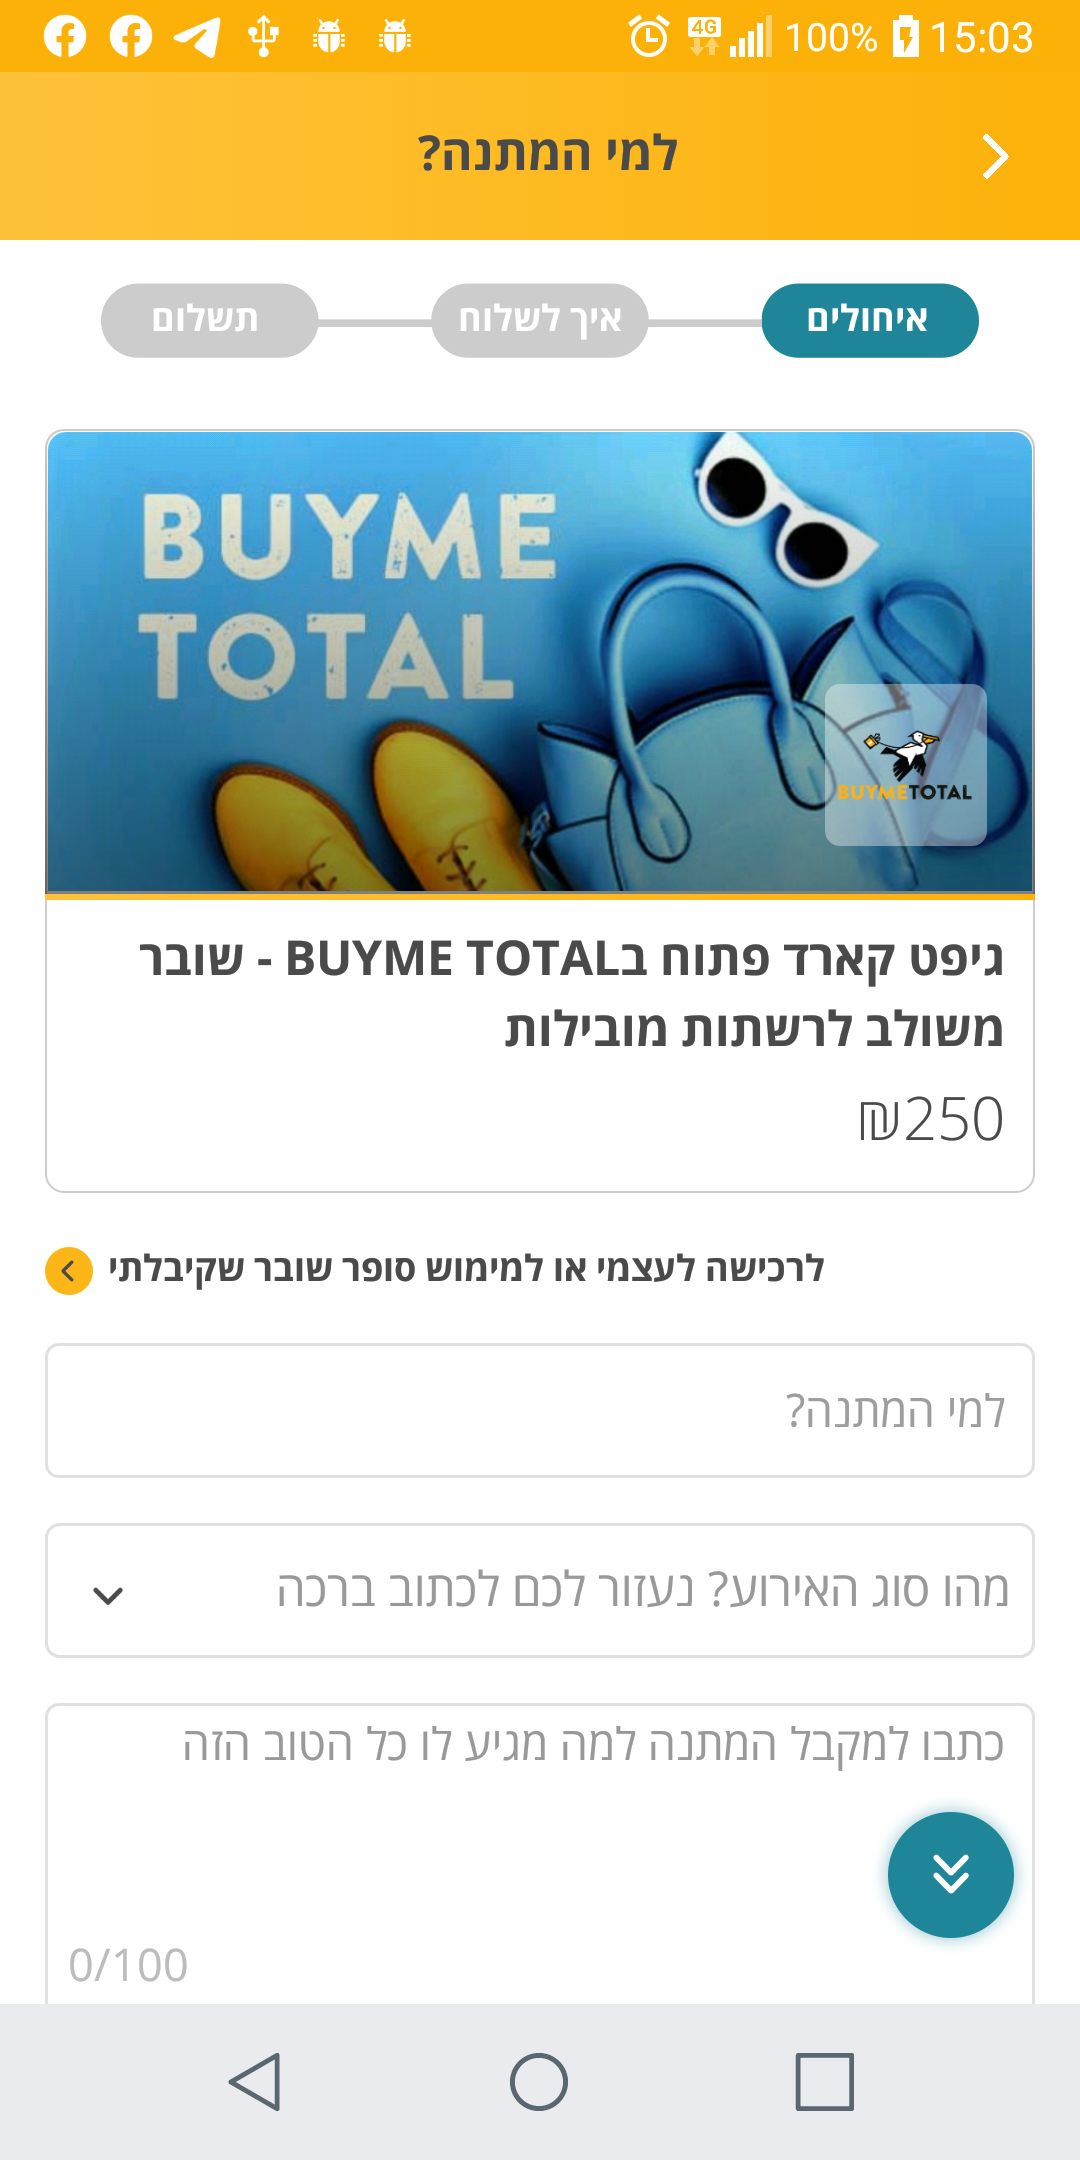 100% 15:03
4G
למי המתנה?
איחולים
איך לשלוח
תשלום
BUYME
TOTAL
BUYMETOTAL
גיפט קארד פתוח בBUYME TOTAL - שובר
משולב לרשתות מובילות
₪250
לרכישה לעצמי או למימוש סופר שובר שקיבלתי
למי המתנה?
מהו סוג האירוע? נעזור לכם לכתוב ברכה
כתבו למקבל המתנה למה מגיע לו כל הטוב הזה
0/100